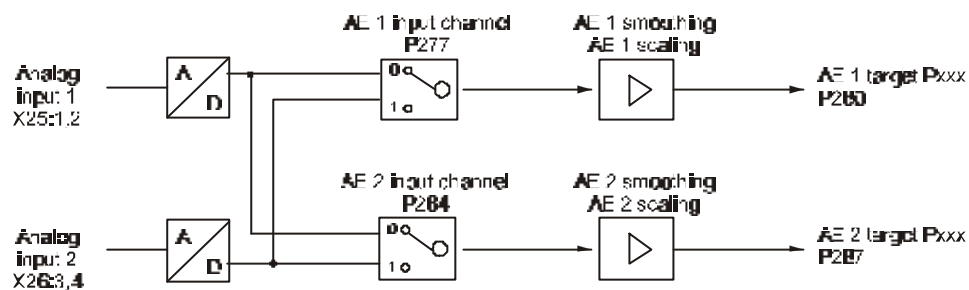 AE 1 input channel
P277
AE 1 smoothing
AE 1 scaling
Analog
input 1
X25:1,2
A
D
0
1
AE 1 target Pxxx
P280
AE 2 input channel
P284
AE 2 smoothing
AE 2 scaling
Analog
input 2
X26:3,4
A
D
0
1
AE 2 target Pxxx
P287